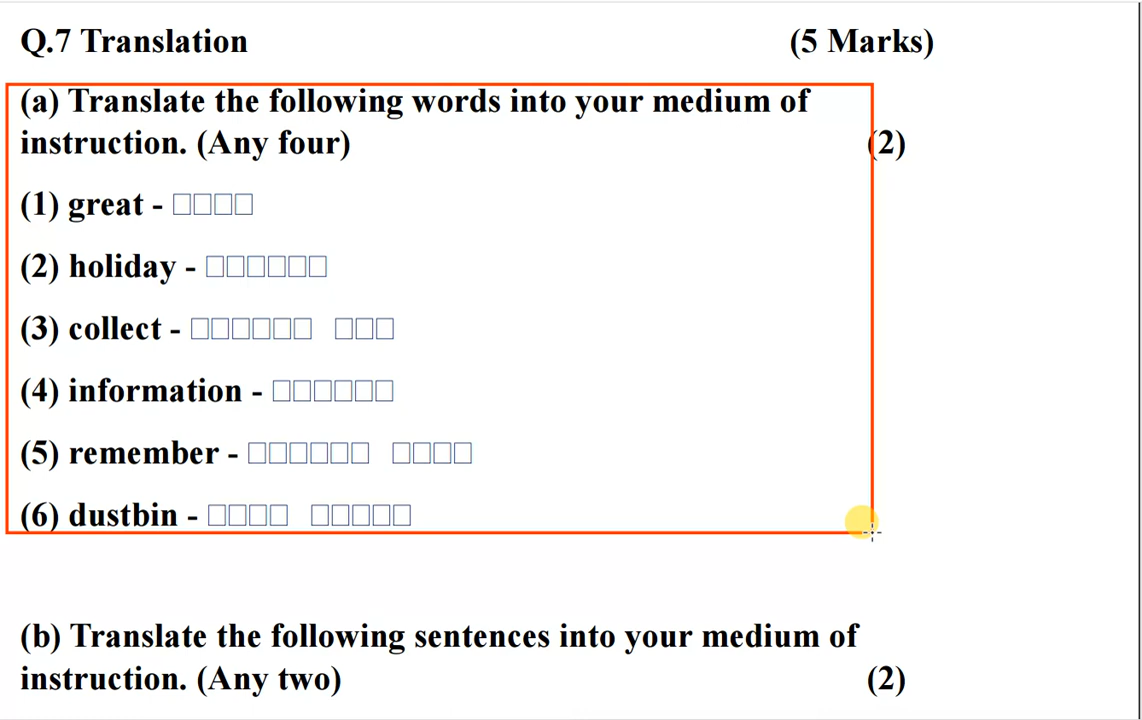 Q.7 Translation (5 Marks)
(a) Translate the following words into your medium of
instruction. (Any four) (2)
(1) great -
(2) holiday -
(3) collect -
(4) information -
(5) remember -
(6) dustbin -
(b) Translate the following sentences into your medium of
instruction. (Any two) (2)